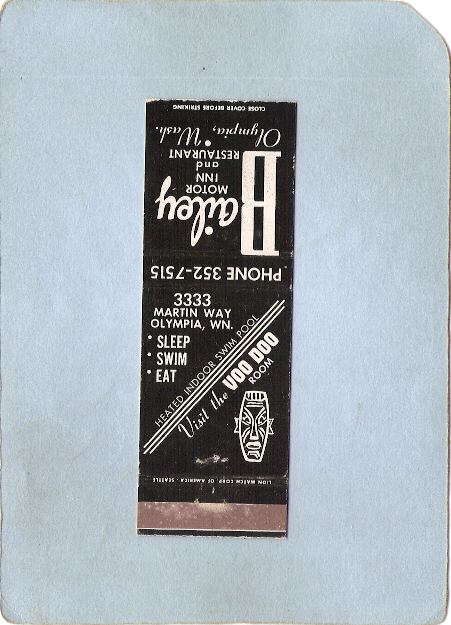 CLOSE COVER BEFORE STRIKING
Bailey
MOTOR
INN
and
RESTAURANT
Olympia, Wash.
PHONE 352-7515
3333
MARTIN WAY
OLYMPIA, WN.
• SLEEP
• SWIM
• EAT
HEATED INDOOR SWIM POOL
Visit the VOO DOO
ROOM
LION MATCH CORP. OF AMERICA - SEATTLE